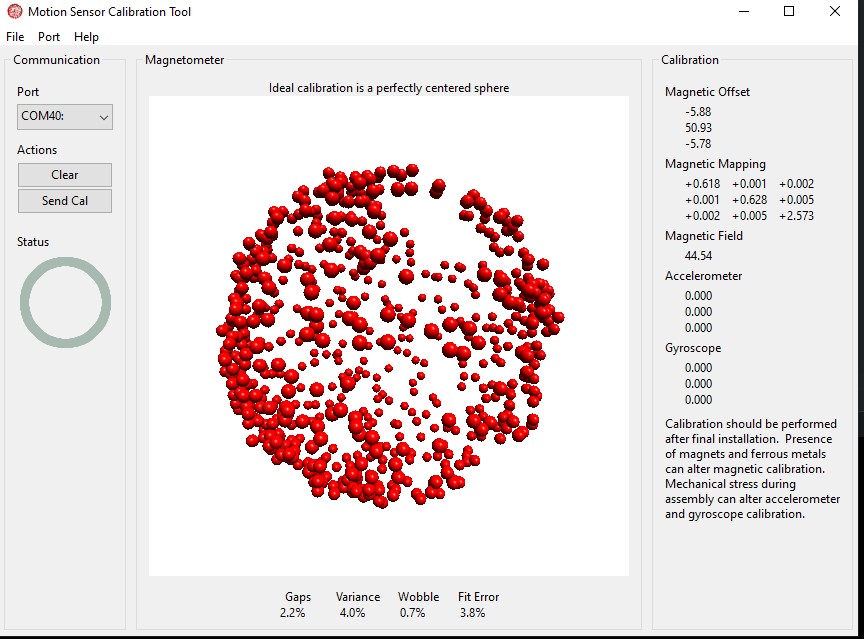 Motion Sensor Calibration Tool
File Port Help
Communication
Port
COM40:
Actions
Clear
Send Cal
Status
Magnetometer
Ideal calibration is a perfectly centered sphere
Gaps Variance Wobble Fit Error
2.2% 4.0% 0.7% 3.8%
Calibration
Magnetic Offset
-5.88
50.93
-5.78
Magnetic Mapping
+0.618 +0.001 +0.002
+0.001 +0.628 +0.005
+0.002 +0.005 +2.573
Magnetic Field
44.54
Accelerometer
0.000
0.000
0.000
Gyroscope
0.000
0.000
0.000
Calibration should be performed
after final installation. Presence
of magnets and ferrous metals
can alter magnetic calibration.
Mechanical stress during
assembly can alter accelerometer
and gyroscope calibration.